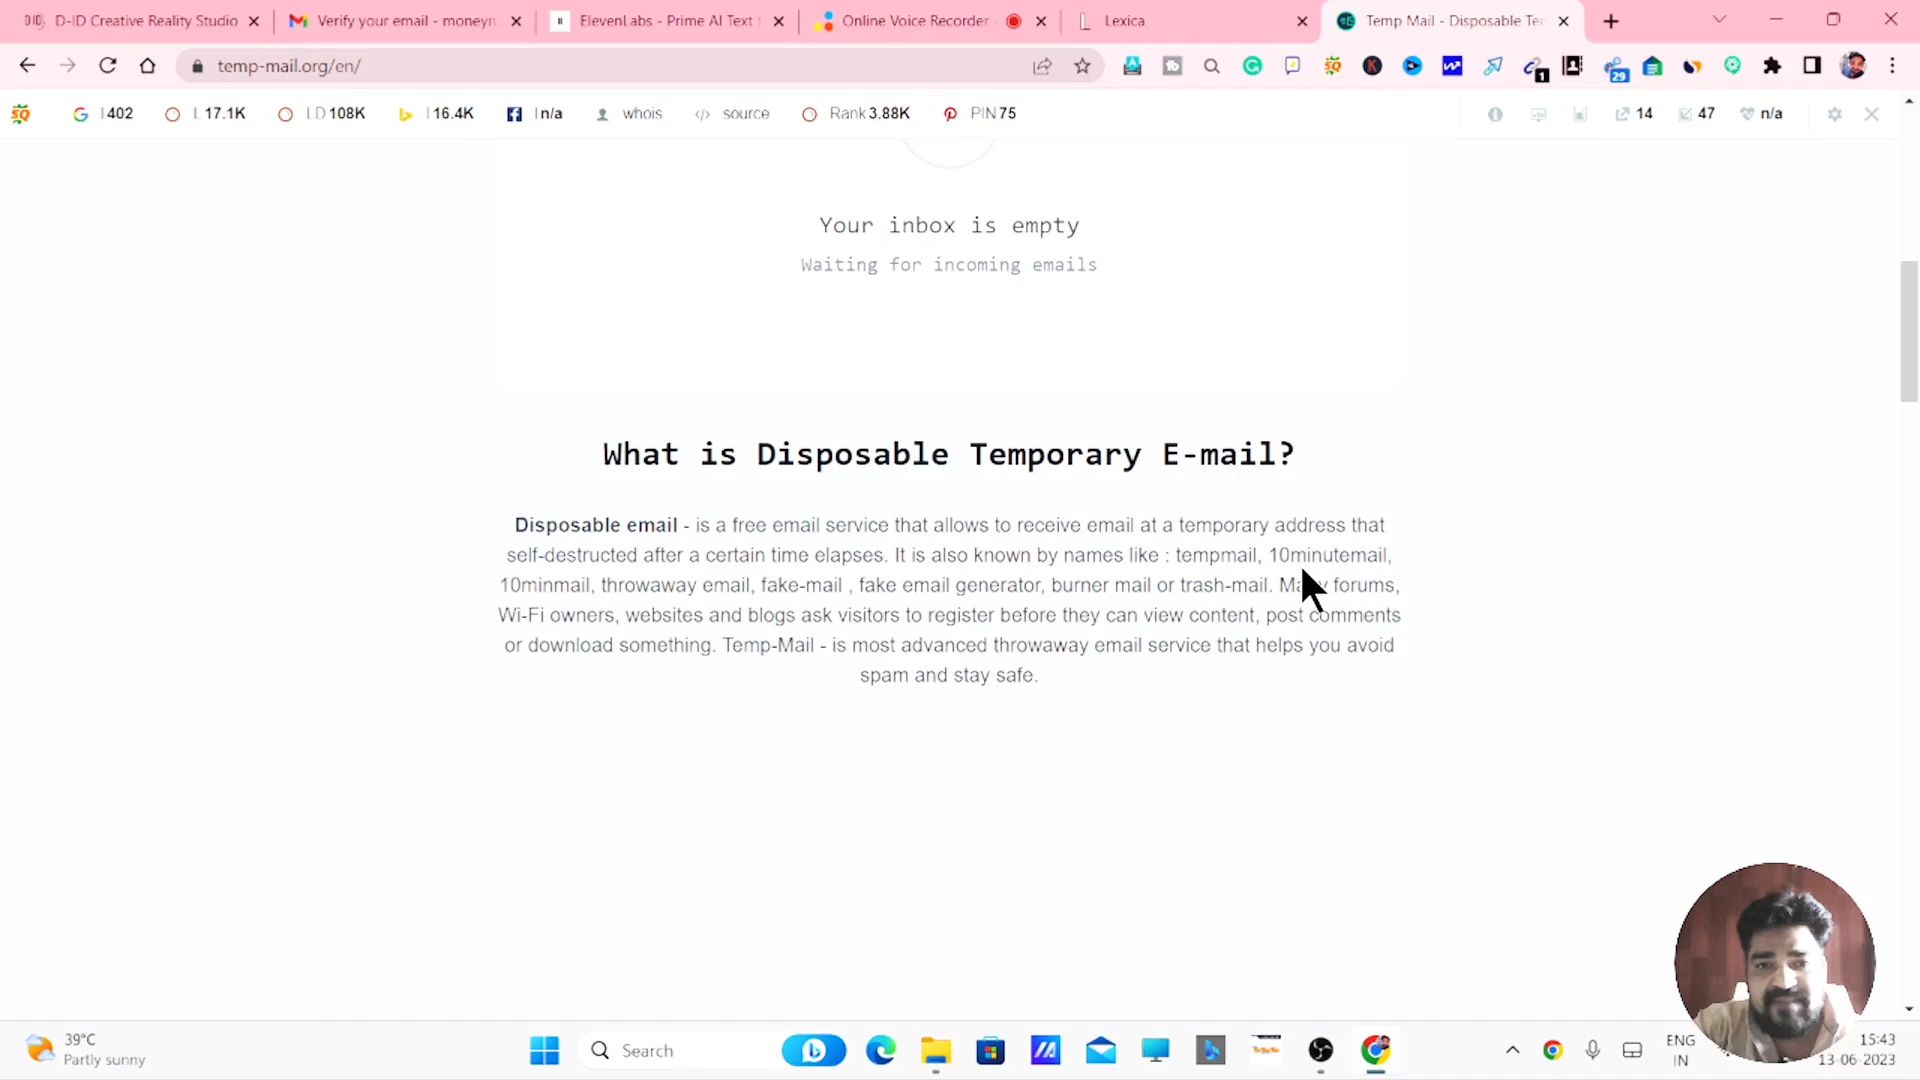 D-ID Creative Reality Studio
Verify your email - moneyru
ElevenLabs - Prime AI Text t
Online Voice Recorder
Lexica
Temp Mail - Disposable Ter
temp-mail.org/en/
1
29
SQ
I 402
L 17.1K
LD 108K
I 16.4K
I n/a
whois
source
Rank 3.88K
PIN 75
14
47
n/a
Your inbox is empty
Waiting for incoming emails
What is Disposable Temporary E-mail?
Disposable email - is a free email service that allows to receive email at a temporary address that
self-destructed after a certain time elapses. It is also known by names like : tempmail, 10minutemail,
10minmail, throwaway email, fake-mail , fake email generator, burner mail or trash-mail. Many forums,
Wi-Fi owners, websites and blogs ask visitors to register before they can view content, post comments
or download something. Temp-Mail - is most advanced throwaway email service that helps you avoid
spam and stay safe.
39°C
Partly sunny
Search
ENG
IN
15:43
13-06-2023